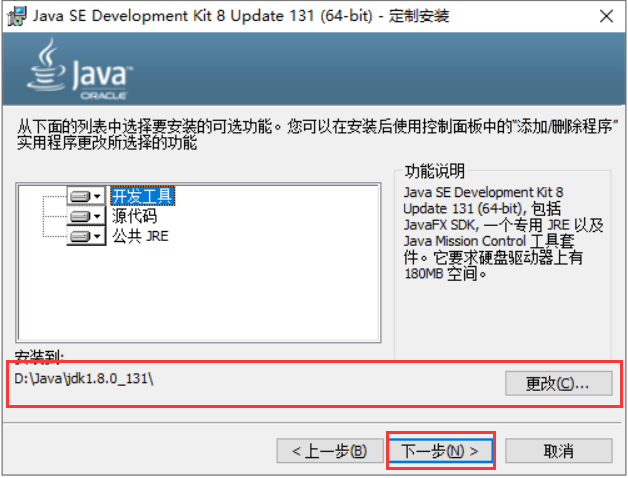 Java SE Development Kit 8 Update 131 (64-bit) - 定制安装
Java
ORACLE
从下面的列表中选择要安装的可选功能。您可以在安装后使用控制面板中的“添加/删除程序”
实用程序更改所选择的功能
开发工具
源代码
公共 JRE
功能说明
Java SE Development Kit 8
Update 131 (64-bit), 包括
JavaFX SDK, 一个专用 JRE 以及
Java Mission Control 工具套
件。它要求硬盘驱动器上有
180MB 空间。
安装到:
D:\Java\jdk1.8.0_131\
更改(C)...
< 上一步(B)
下一步(N) >
取消